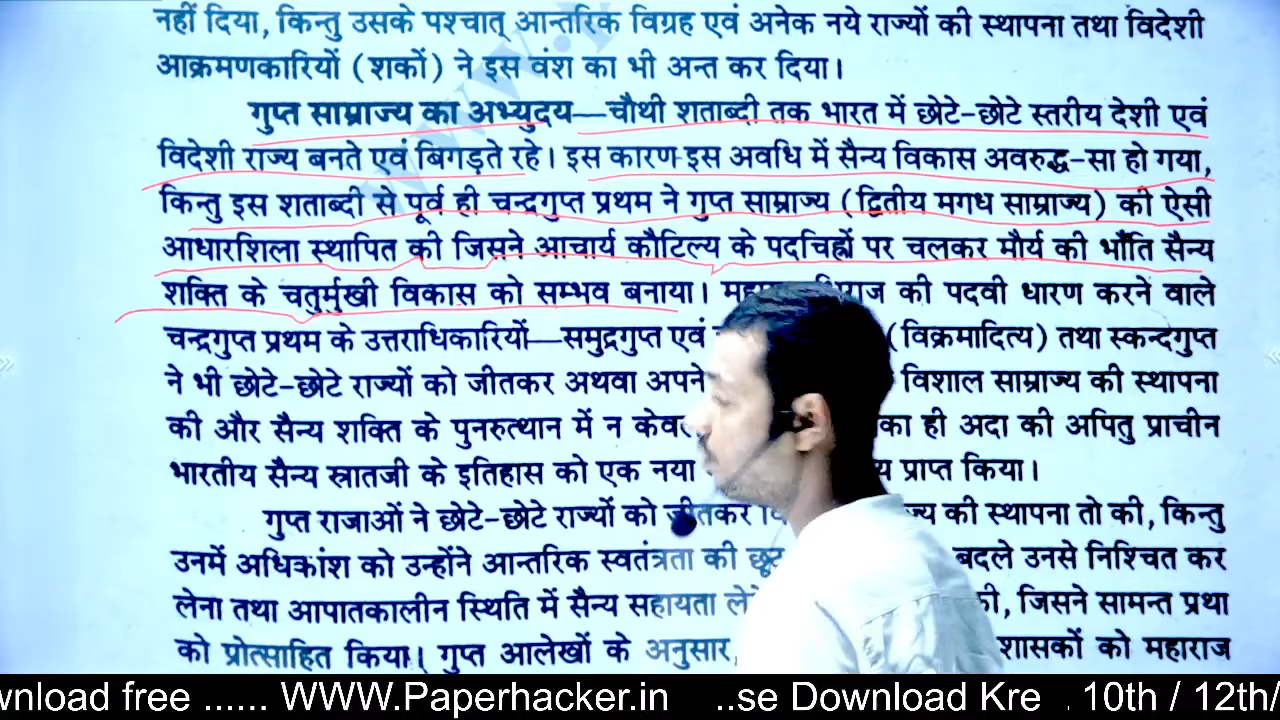 नहीं दिया, किन्तु उसके पश्चात् आन्तरिक विग्रह एवं अनेक नये राज्यों की स्थापना तथा विदेशी
आक्रमणकारियों (शकों) ने इस वंश का भी अन्त कर दिया।
गुप्त साम्राज्य का अभ्युदय—चौथी शताब्दी तक भारत में छोटे-छोटे स्तरीय देशी एवं
विदेशी राज्य बनते एवं बिगड़ते रहे। इस कारण इस अवधि में सैन्य विकास अवरुद्ध-सा हो गया,
किन्तु इस शताब्दी से पूर्व ही चन्द्रगुप्त प्रथम ने गुप्त साम्राज्य (द्वितीय मगध साम्राज्य) की ऐसी
आधारशिला स्थापित की जिसने आचार्य कौटिल्य के पदचिह्नों पर चलकर मौर्य की भाँति सैन्य
शक्ति के चतुर्मुखी विकास को सम्भव बनाया। की पदवी धारण करने वाले
चन्द्रगुप्त प्रथम के उत्तराधिकारियों—समुद्रगुप्त एवं (विक्रमादित्य) तथा स्कन्दगुप्त
ने भी छोटे-छोटे राज्यों को जीतकर अथवा अपने विशाल साम्राज्य की स्थापना
की और सैन्य शक्ति के पुनरुत्थान में न का ही अदा की अपितु प्राचीन
भारतीय सैन्य स्रातजी के इतिहास को एक नया प्राप्त किया।
गुप्त राजाओं ने छोटे-छोटे राज्यों को जीतकर की स्थापना तो की, किन्तु
उनमें अधिकांश को उन्होंने आन्तरिक स्वतंत्रता की बदले उनसे निश्चित कर
लेना तथा आपातकालीन स्थिति में सैन्य सहायता जिसने सामन्त प्रथा
को प्रोत्साहित किया। गुप्त आलेखों के अनुसार, शासकों को महाराज
wnload free ...... WWW.Paperhacker.in ..se Download Kre . 10th / 12th/